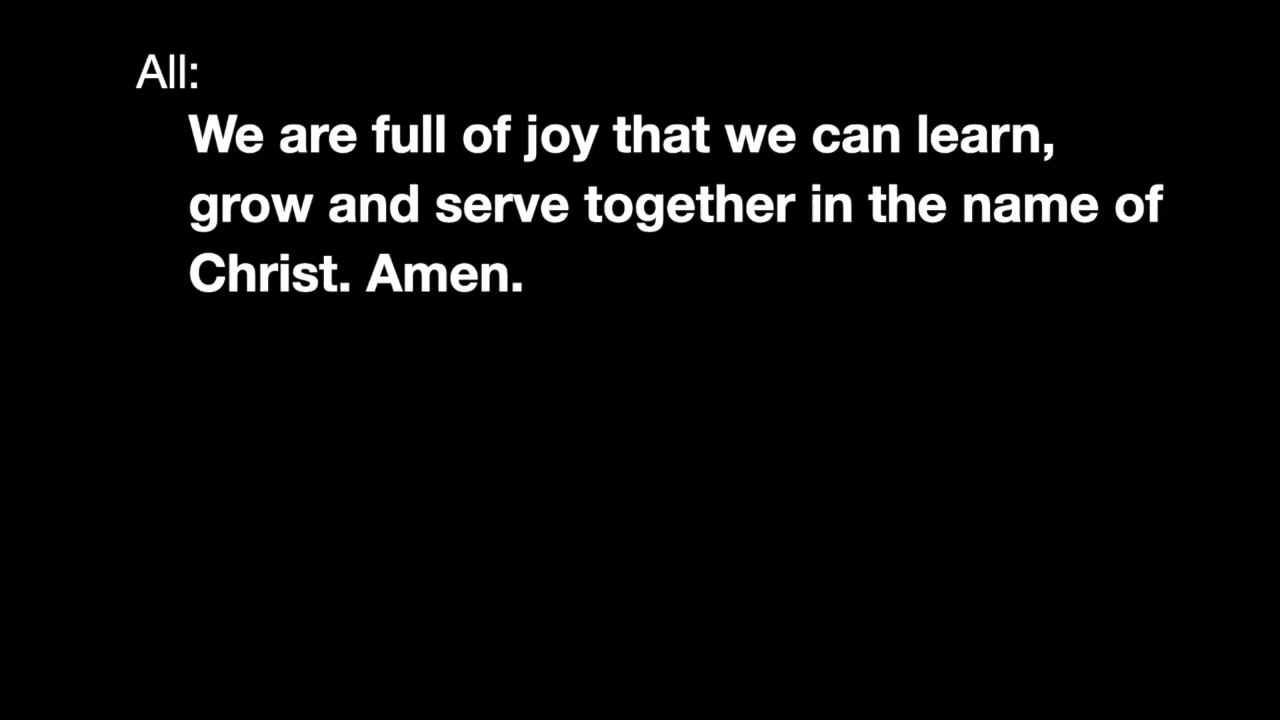 All:
We are full of joy that we can learn,
grow and serve together in the name of
Christ. Amen.